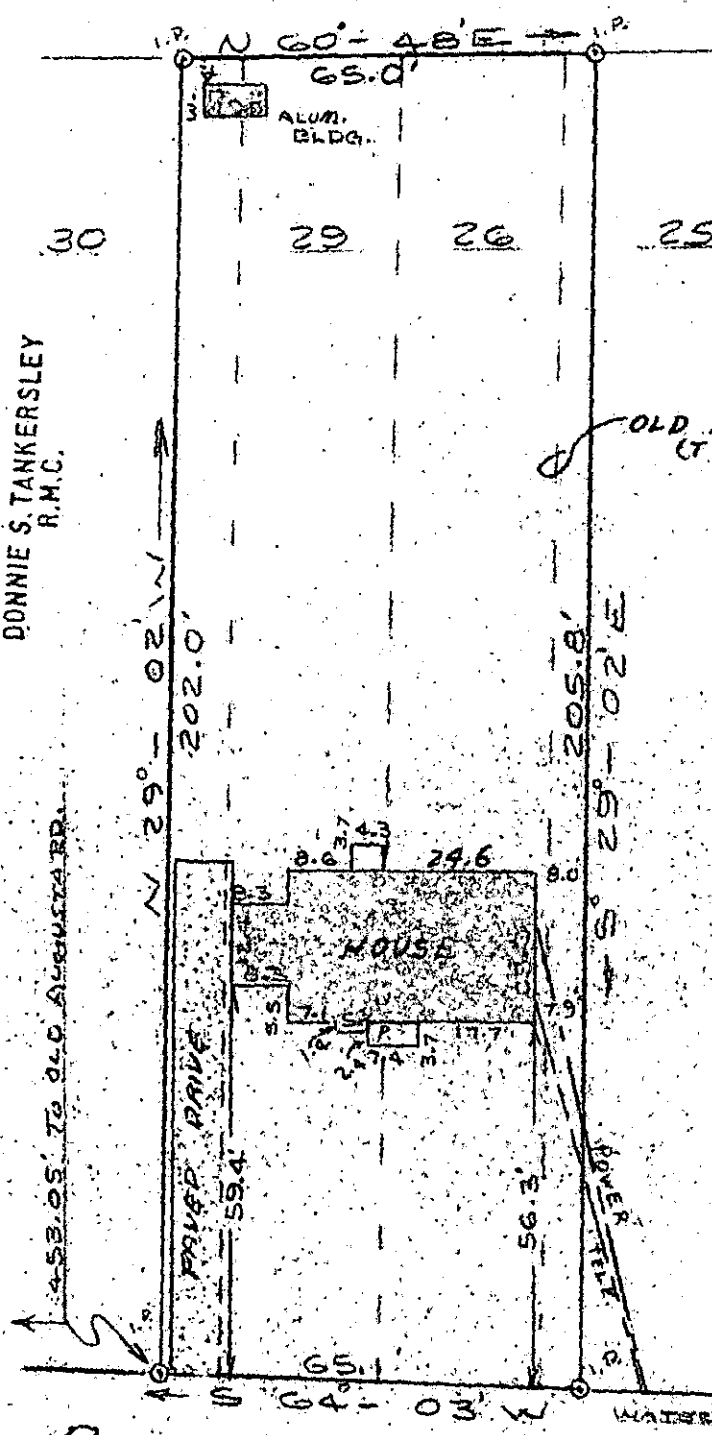 I.P. N 60°-48'E I.P.
65.0'
ALUM.
BLDG.
30 29 26 25
DONNIE S. TANKERSLEY
R.M.C.
OLD
N 29°-02' W
202.0'
205.8'
S 29°-02' E
453.05' TO OLD AUGUSTA RD.
8.6 3.7 4.3 24.6 8.0
HOUSE
5.5 7.9
P
3.7
PAVED DRIVE
59.4'
56.3'
POWER
TEL
I.P.
65.
I.P.
S 64°-03' W
WATER